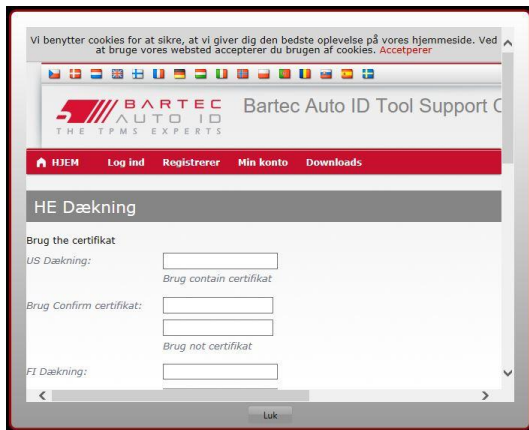 Vi benytter cookies for at sikre, at vi giver dig den bedste oplevelse på vores hjemmeside. Ved
at bruge vores websted accepterer du brugen af cookies. Accetperer
BARTEC
AUTO ID
THE TPMS EXPERTS
Bartec Auto ID Tool Support C
HJEM Log ind Registrerer Min konto Downloads
HE Dækning
Brug the certifikat
US Dækning:
Brug contain certifikat
Brug Confirm certifikat:
Brug not certifikat
FI Dækning:
Luk